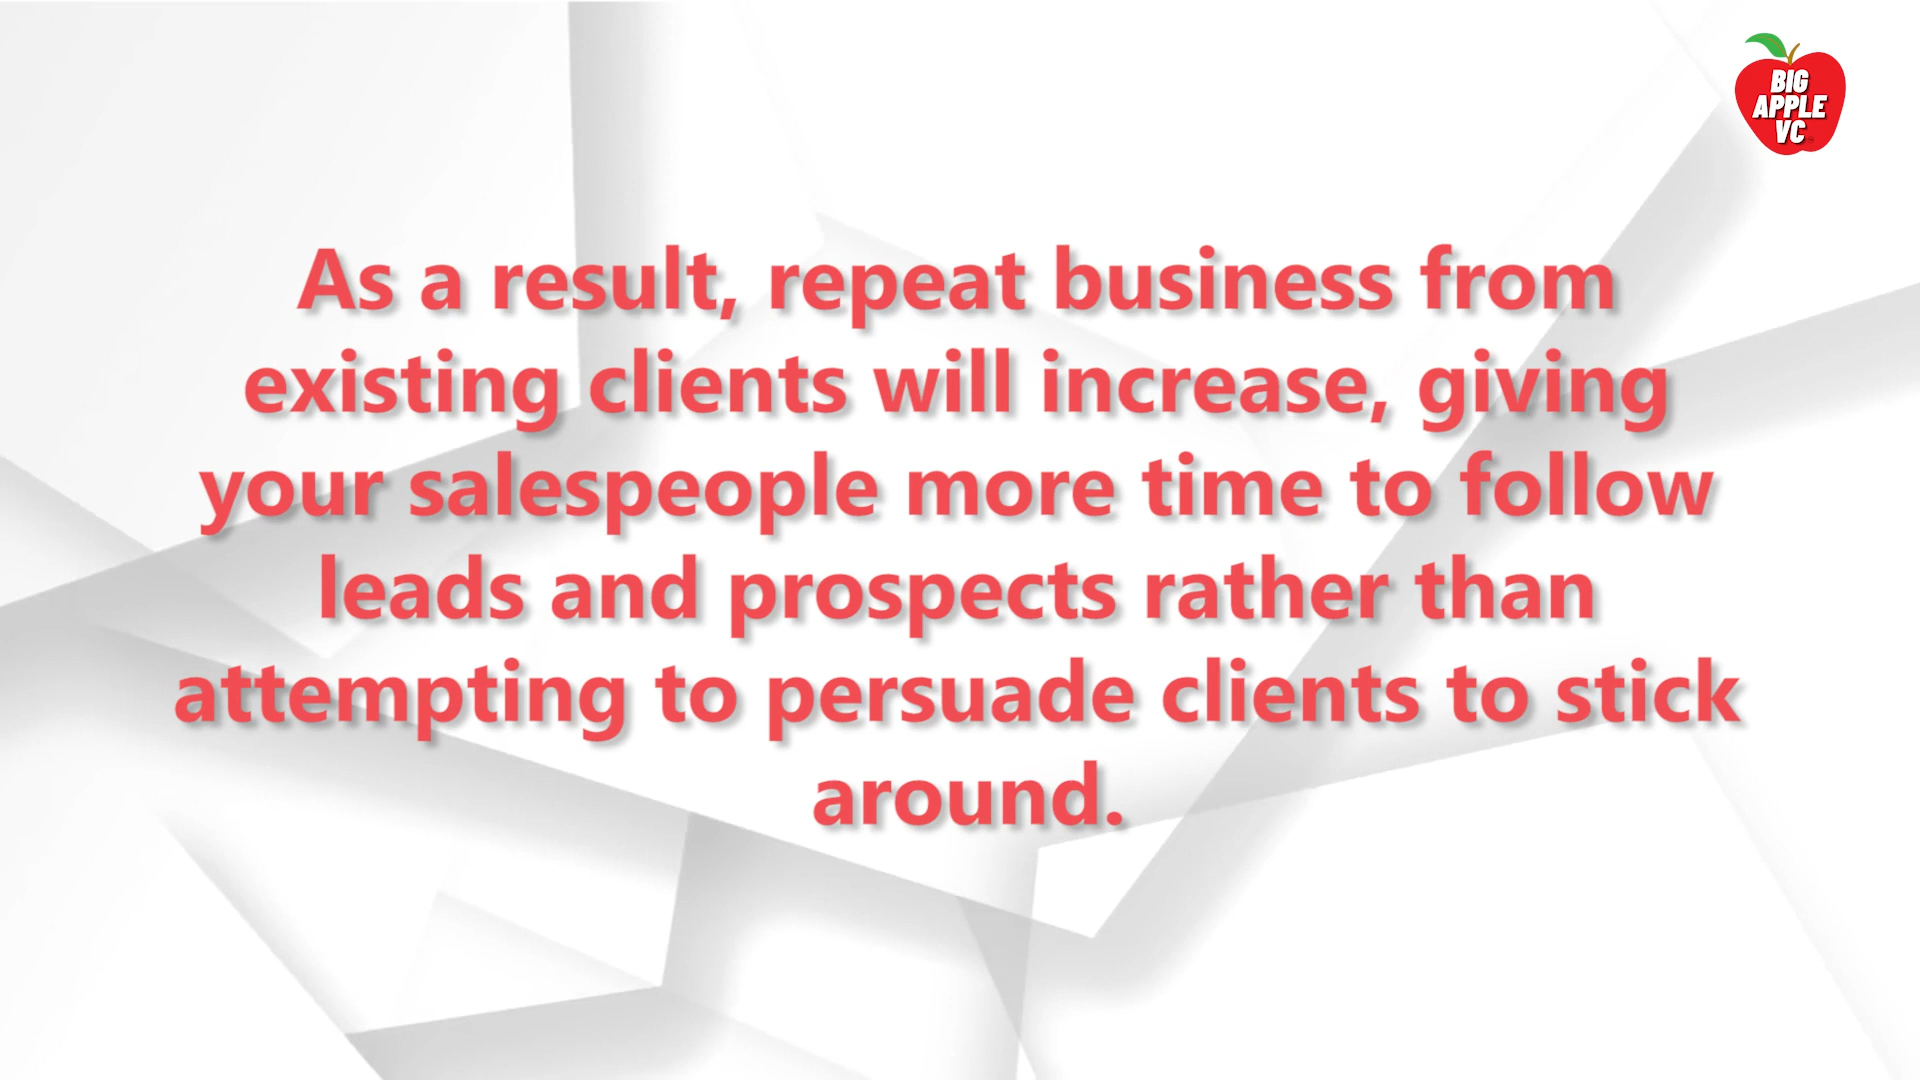 BIG
APPLE
VC
As a result, repeat business from
existing clients will increase, giving
your salespeople more time to follow
leads and prospects rather than
attempting to persuade clients to stick
around.